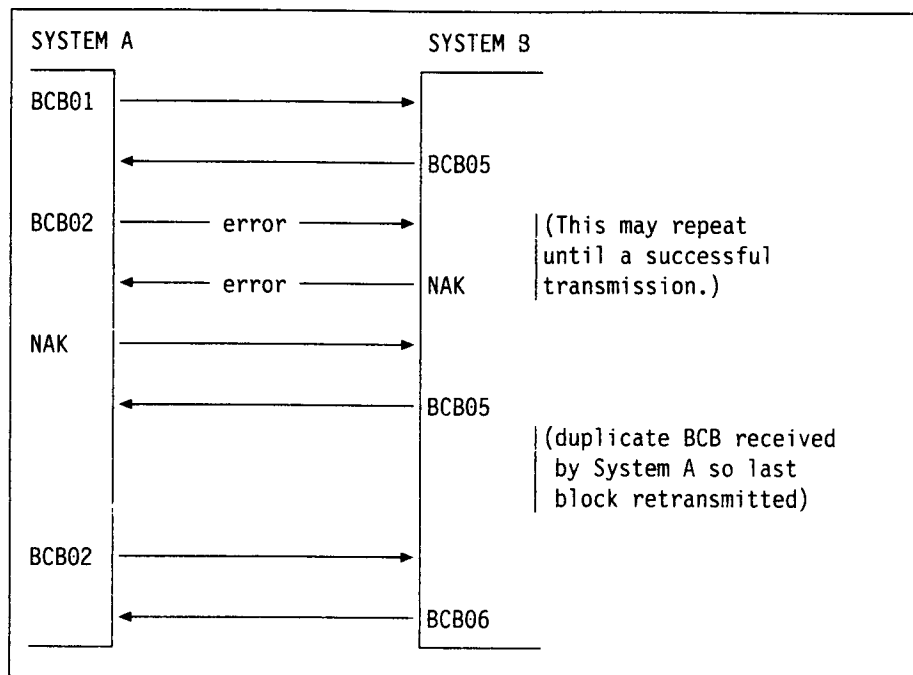 SYSTEM A SYSTEM B
BCB01
BCB05
BCB02 error (This may repeat
until a successful
error NAK transmission.)
NAK
BCB05
(duplicate BCB received
by System A so last
block retransmitted)
BCB02
BCB06